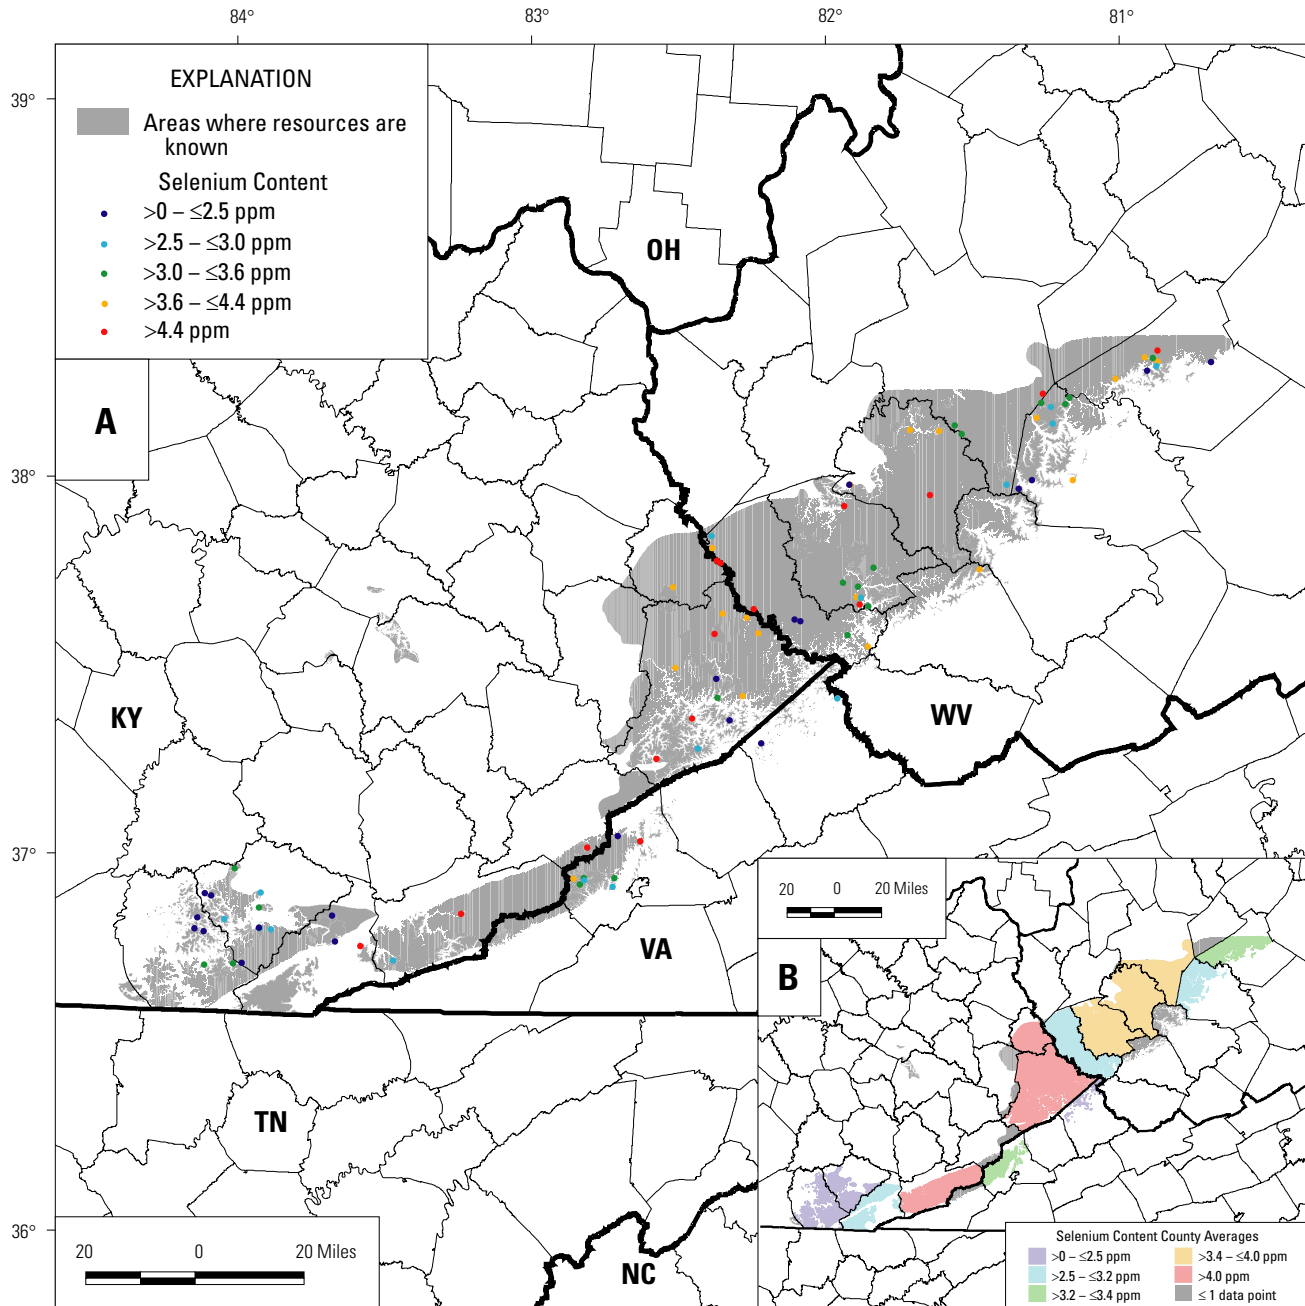 84°
83°
82°
81°
39°
38°
37°
36°
EXPLANATION
Areas where resources are
known
Selenium Content
>0 – ≤2.5 ppm
>2.5 – ≤3.0 ppm
>3.0 – ≤3.6 ppm
>3.6 – ≤4.4 ppm
>4.4 ppm
A
OH
KY
WV
VA
TN
NC
20 0 20 Miles
20 0 20 Miles
B
Selenium Content County Averages
>0 – ≤2.5 ppm
>2.5 – ≤3.2 ppm
>3.2 – ≤3.4 ppm
>3.4 – ≤4.0 ppm
>4.0 ppm
≤ 1 data point